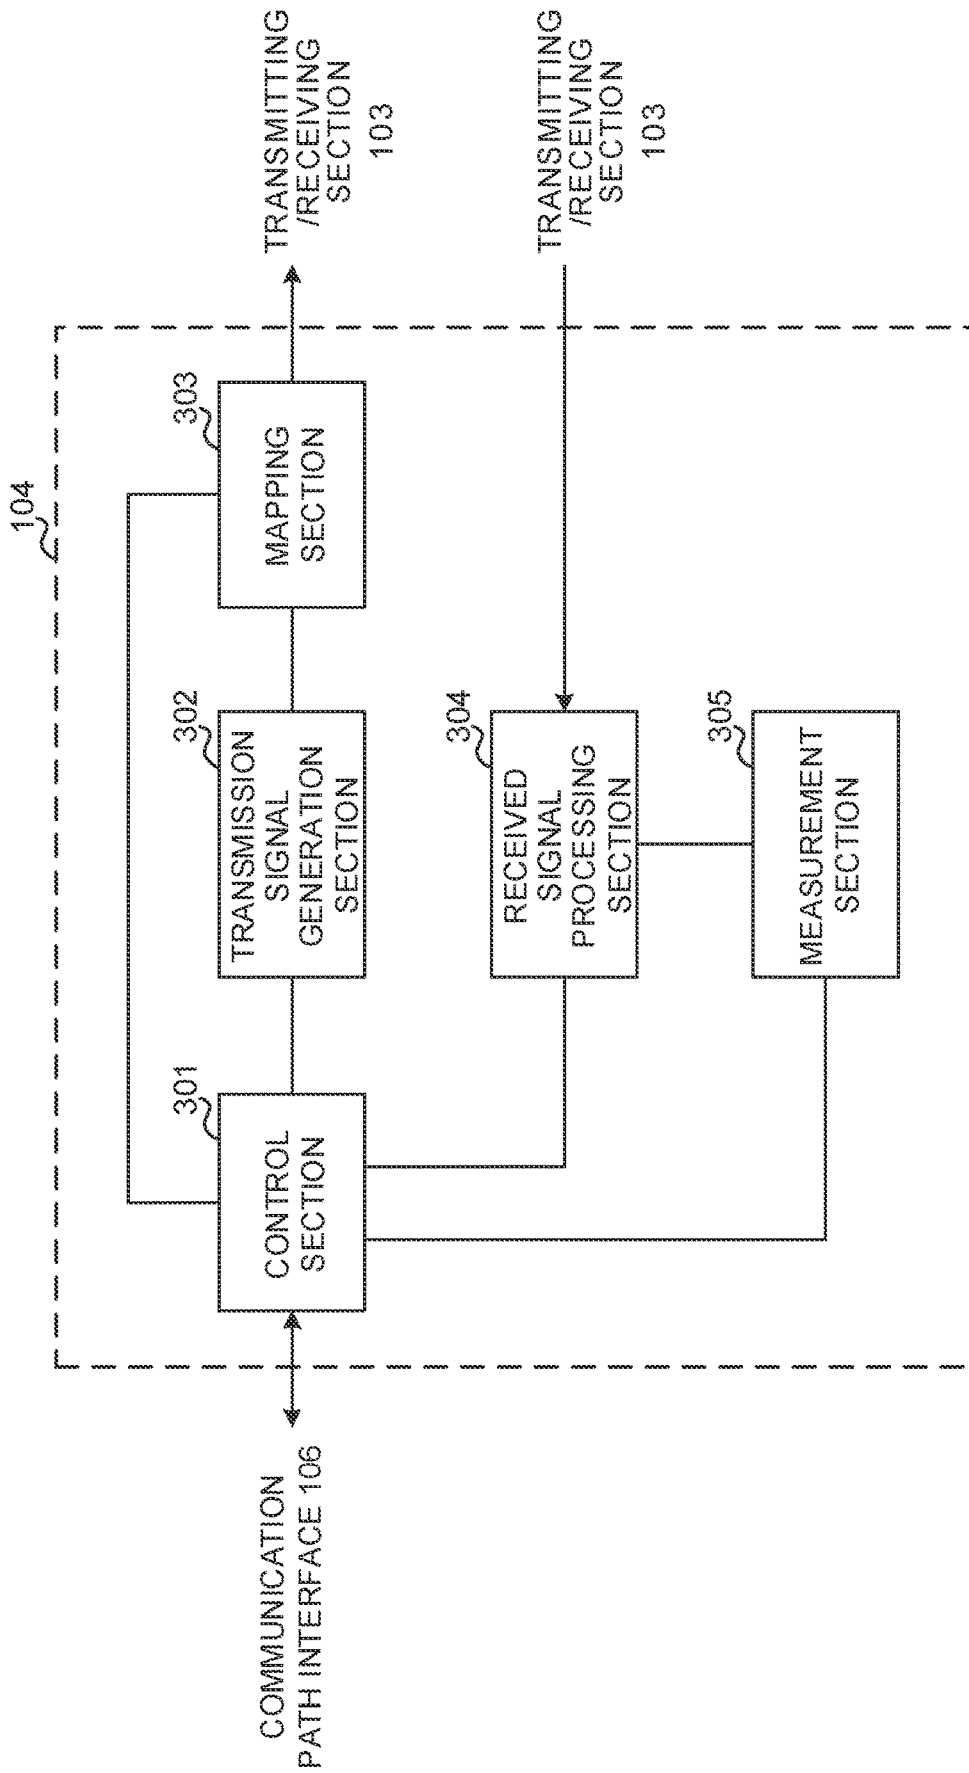 104
COMMUNICATION
PATH INTERFACE 106
301
CONTROL
SECTION
302
TRANSMISSION
SIGNAL
GENERATION
SECTION
303
MAPPING
SECTION
TRANSMITTING
/RECEIVING
SECTION
103
304
RECEIVED
SIGNAL
PROCESSING
SECTION
TRANSMITTING
/RECEIVING
SECTION
103
305
MEASUREMENT
SECTION